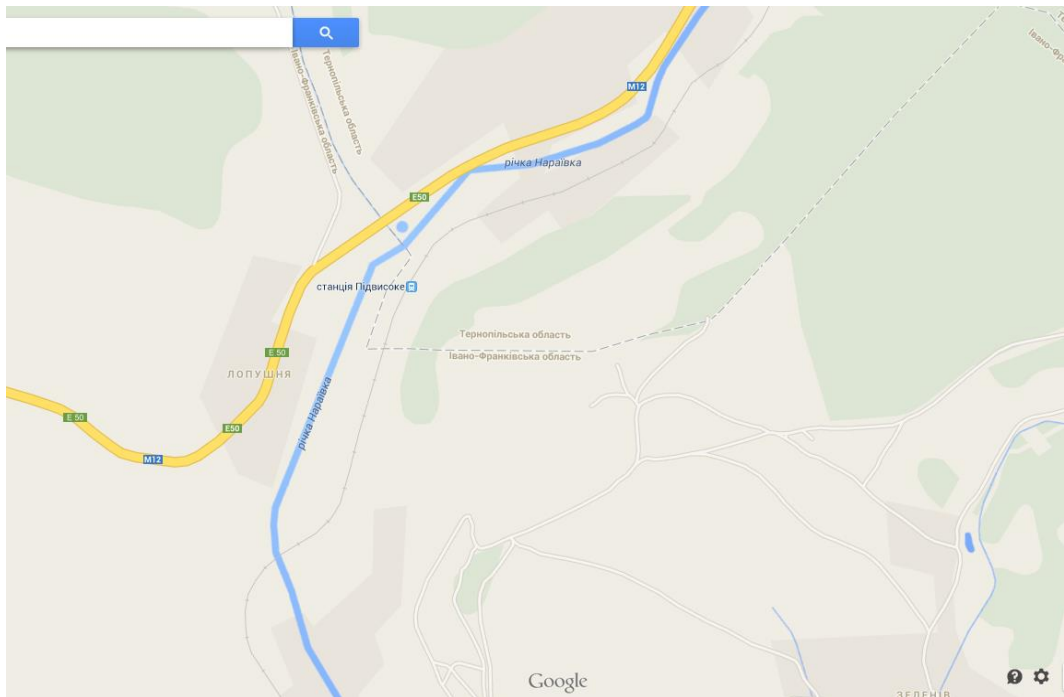 Івано-Франківська область
Тернопільська область
M12
річка Нараївка
E50
станція Підвисоке
Тернопільська область
Івано-Франківська область
E 50
ЛОПУШНЯ
річка Нараївка
E 50
E50
M12
Google
ЗЕЛЕНІВ